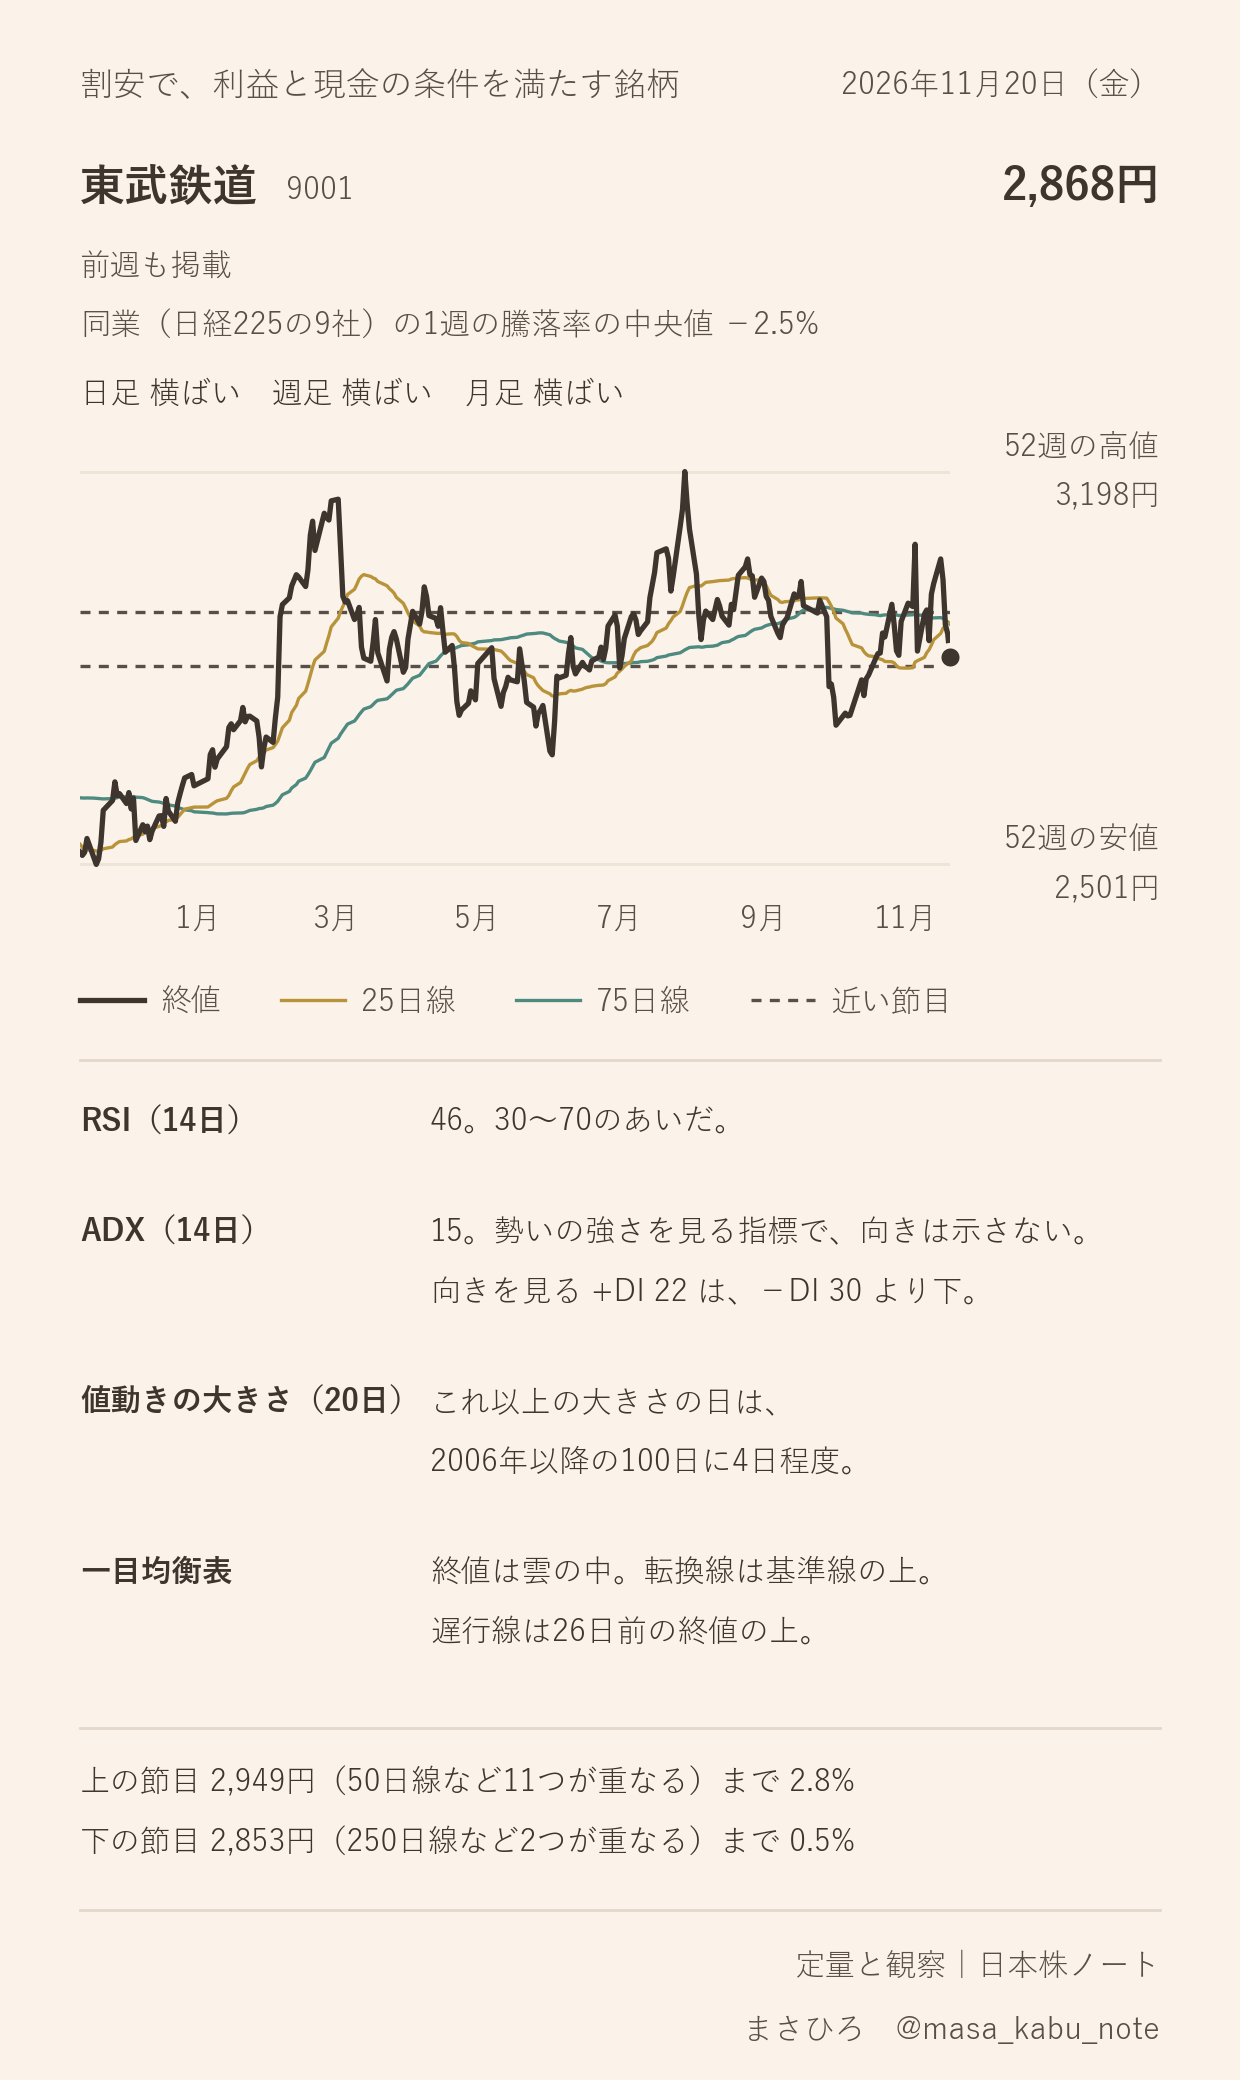 割安で、利益と現金の条件を満たす銘柄 2026年11月20日（金）
東武鉄道 9001 2,868円
前週も掲載
同業（日経225の9社）の1週の騰落率の中央値 －2.5%
日足 横ばい 週足 横ばい 月足 横ばい
52週の高値
3,198円
52週の安値
2,501円
1月 3月 5月 7月 9月 11月
終値 25日線 75日線 近い節目
RSI（14日） 46。30〜70のあいだ。
ADX（14日） 15。勢いの強さを見る指標で、向きは示さない。
向きを見る +DI 22 は、－DI 30 より下。
値動きの大きさ（20日） これ以上の大きさの日は、
2006年以降の100日に4日程度。
一目均衡表 終値は雲の中。転換線は基準線の上。
遅行線は26日前の終値の上。
上の節目 2,949円（50日線など11つが重なる）まで 2.8%
下の節目 2,853円（250日線など2つが重なる）まで 0.5%
定量と観察｜日本株ノート
まさひろ @masa_kabu_note